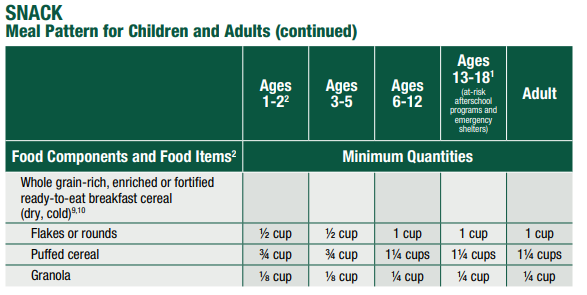 SNACK
Meal Pattern for Children and Adults (continued)
Ages 1-2² Ages 3-5 Ages 6-12 Ages 13-18¹ (at-risk afterschool programs and emergency shelters) Adult
Food Components and Food Items² Minimum Quantities
Whole grain-rich, enriched or fortified
ready-to-eat breakfast cereal
(dry, cold)⁹,¹⁰
Flakes or rounds ½ cup ½ cup 1 cup 1 cup 1 cup
Puffed cereal ¾ cup ¾ cup 1¼ cups 1¼ cups 1¼ cups
Granola ⅛ cup ⅛ cup ¼ cup ¼ cup ¼ cup